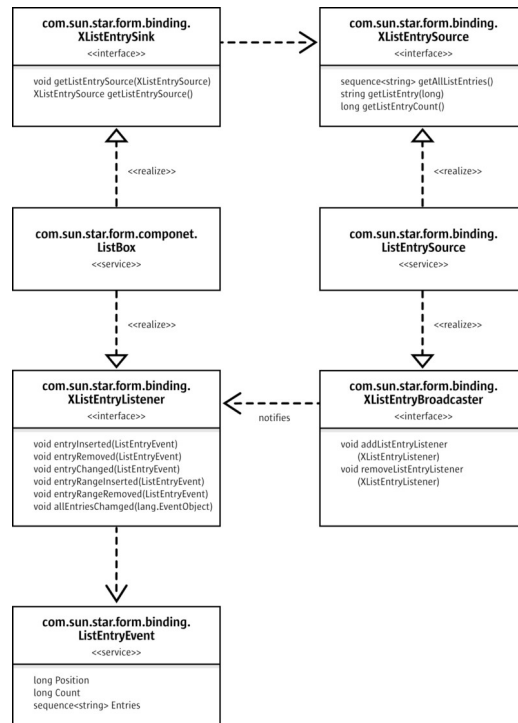 com.sun.star.form.binding.
XListEntrySink
<<interface>>
void getListEntrySource(XListEntrySource)
XListEntrySource getListEntrySource()
com.sun.star.form.binding.
XListEntrySource
<<interface>>
sequence<string> getAllListEntries()
string getListEntry(long)
long getListEntryCount()
<<realize>>
<<realize>>
com.sun.star.form.componet.
ListBox
<<service>>
com.sun.star.form.binding.
ListEntrySource
<<service>>
<<realize>>
<<realize>>
com.sun.star.form.binding.
XListEntryListener
<<interface>>
void entryInserted(ListEntryEvent)
void entryRemoved(ListEntryEvent)
void entryChanged(ListEntryEvent)
void entryRangeInserted(ListEntryEvent)
void entryRangeRemoved(ListEntryEvent)
void allEntriesChamged(lang.EventObject)
notifies
com.sun.star.form.binding.
XListEntryBroadcaster
<<interface>>
void addListEntryListener
(XListEntryListener)
void removeListEntryListener
(XListEntryListener)
com.sun.star.form.binding.
ListEntryEvent
<<service>>
long Position
long Count
sequence<string> Entries